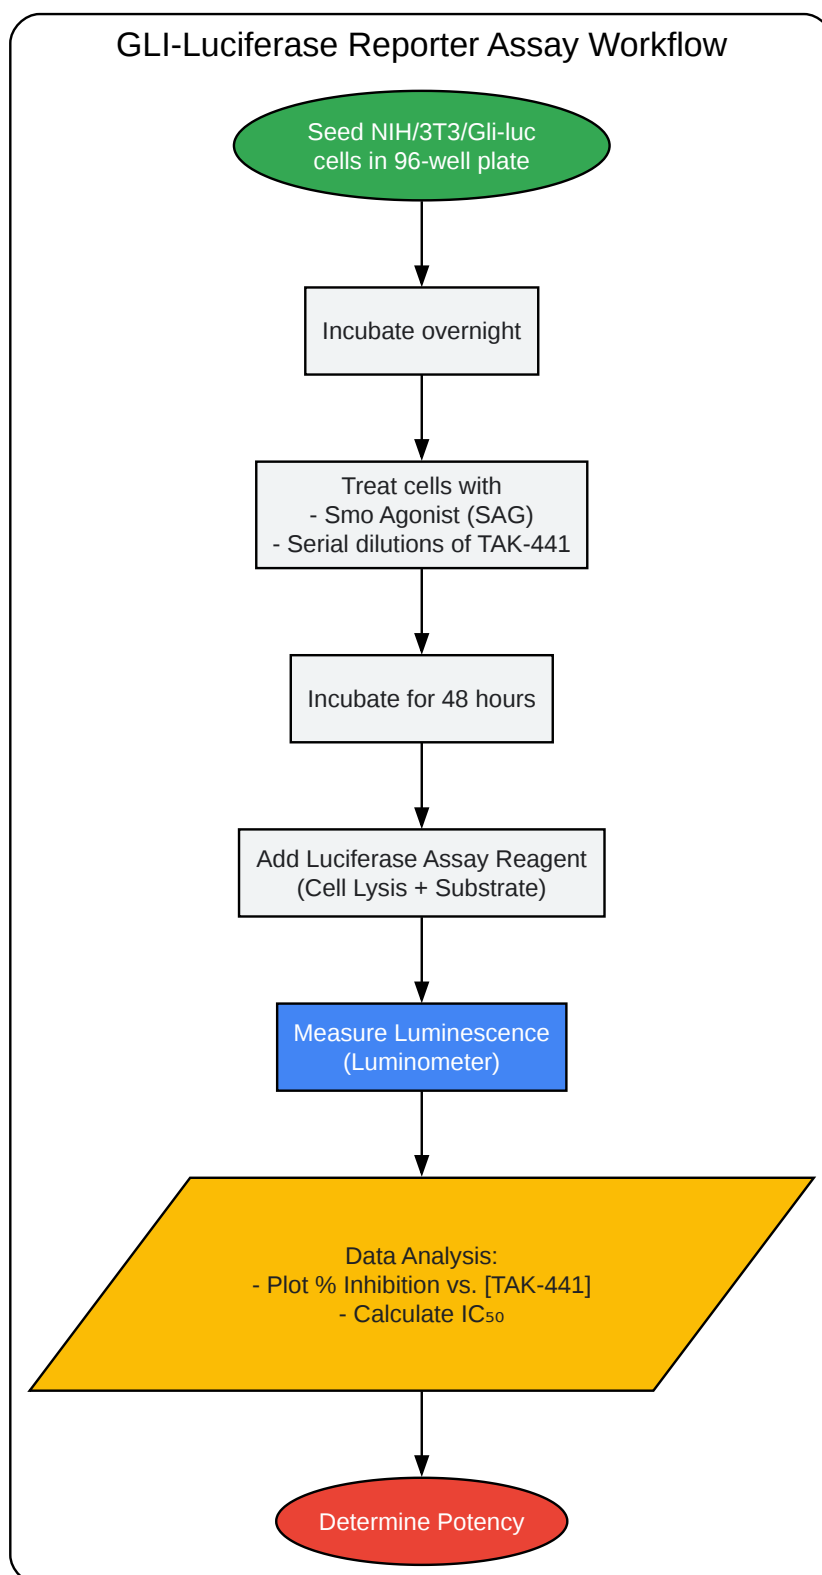 GLI-Luciferase Reporter Assay Workflow
Seed NIH/3T3/Gli-luc
cells in 96-well plate
Incubate overnight
Treat cells with
- Smo Agonist (SAG)
- Serial dilutions of TAK-441
Incubate for 48 hours
Add Luciferase Assay Reagent
(Cell Lysis + Substrate)
Measure Luminescence
(Luminometer)
Data Analysis:
- Plot % Inhibition vs. [TAK-441]
- Calculate IC₅₀
Determine Potency